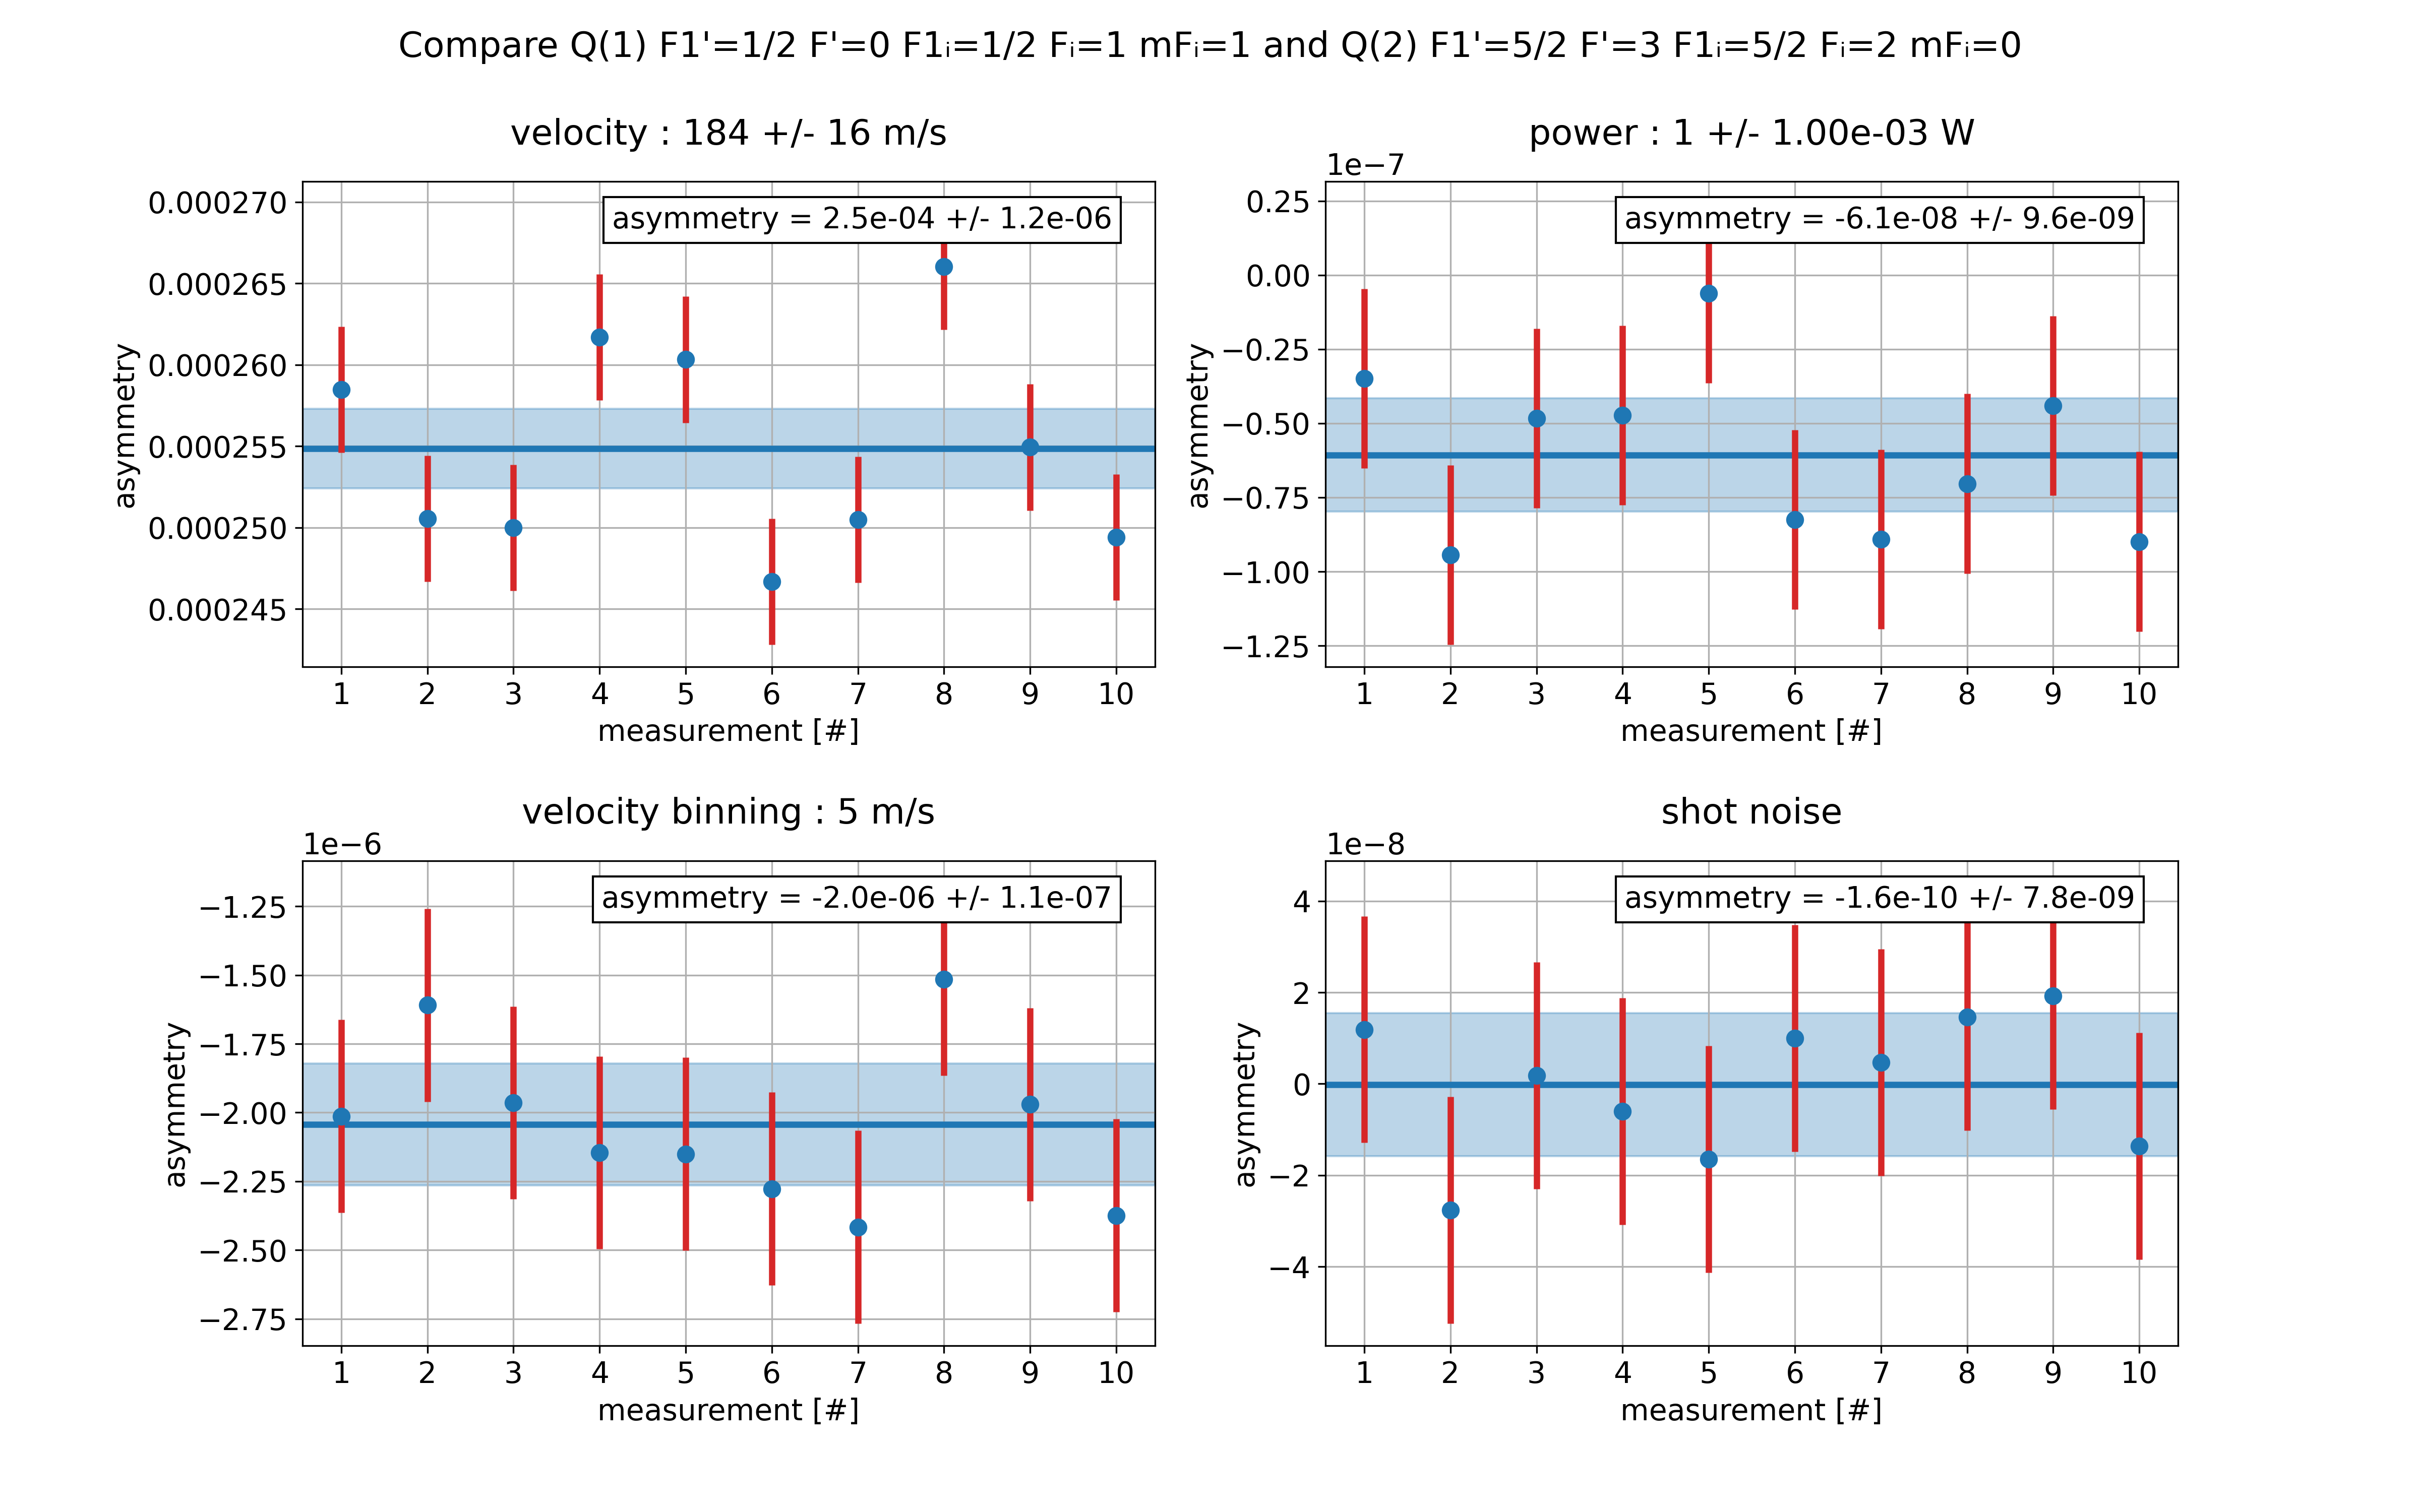 Compare Q(1) F1'=1/2 F'=0 F1ᵢ=1/2 Fᵢ=1 mFᵢ=1 and Q(2) F1'=5/2 F'=3 F1ᵢ=5/2 Fᵢ=2 mFᵢ=0
velocity : 184 +/- 16 m/s
asymmetry = 2.5e-04 +/- 1.2e-06
0.000270
0.000265
0.000260
0.000255
0.000250
0.000245
asymmetry
1 2 3 4 5 6 7 8 9 10
measurement [#]
power : 1 +/- 1.00e-03 W
1e−7
asymmetry = -6.1e-08 +/- 9.6e-09
0.25
0.00
−0.25
−0.50
−0.75
−1.00
−1.25
asymmetry
1 2 3 4 5 6 7 8 9 10
measurement [#]
velocity binning : 5 m/s
1e−6
asymmetry = -2.0e-06 +/- 1.1e-07
−1.25
−1.50
−1.75
−2.00
−2.25
−2.50
−2.75
asymmetry
1 2 3 4 5 6 7 8 9 10
measurement [#]
shot noise
1e−8
asymmetry = -1.6e-10 +/- 7.8e-09
4
2
0
−2
−4
asymmetry
1 2 3 4 5 6 7 8 9 10
measurement [#]